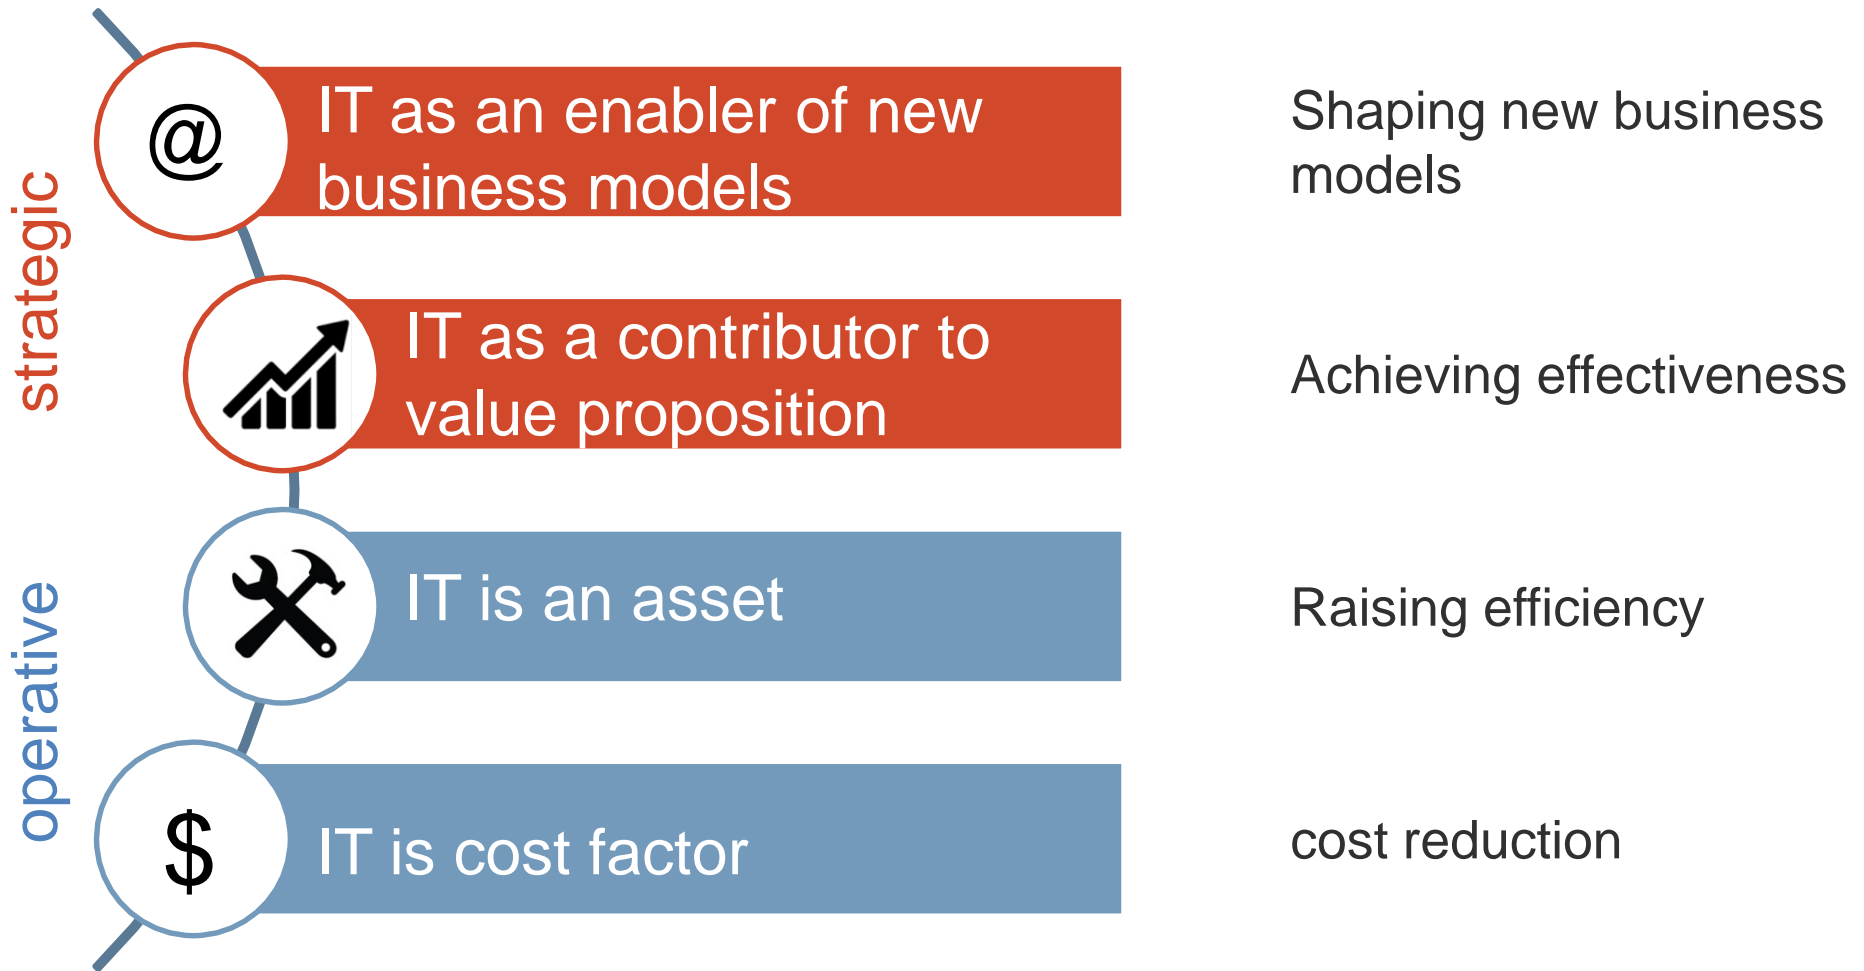 strategic
@
IT as an enabler of new
business models
Shaping new business
models
IT as a contributor to
value proposition
Achieving effectiveness
operative
IT is an asset
Raising efficiency
$
IT is cost factor
cost reduction